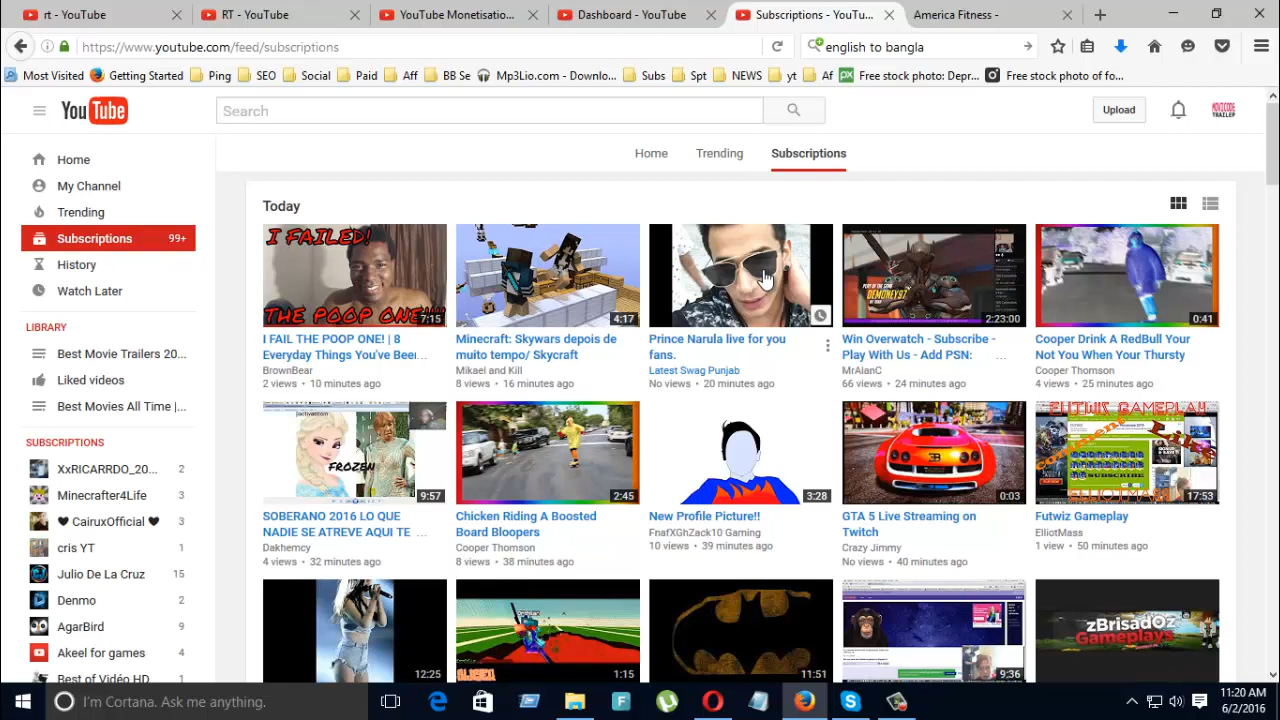 RT - YouTube
RT - YouTube
(1) YouTube
Dashboard - YouTube
RT - YouTube
Trainer -
https://www.youtube.com/feed/subscriptions
english to bangla
Most Visited Getting Started Ping SEO Social Paid Aff BB Se Mp3Lio.com - Downlo... Subs Spt NEWS yt Af Free stock photo: Depr... Free stock photo of fo...
YouTube
Search
Upload
MOVICODE
TRAILER
Home
My Channel
Trending
Subscriptions 99+
History
Watch Later
LIBRARY
Best Movie Trailers 20...
Liked videos
Best Movies All Time |...
SUBSCRIPTIONS
XxRICARRDO_20... 2
Minecrafter4Life 3
♥ CairuxOfficial ♥ 3
cris YT 1
Julio De La Cruz 15
Denmo 2
AgarBird 9
Akeel for games 4
Best of Video H 1
Home Trending Subscriptions
Today
I FAILED!
THE POOP ONE!
7:15
I FAIL THE POOP ONE! | 8
Everyday Things You've Been...
BrownBear
2 views • 10 minutes ago
4:17
Minecraft: Skywars depois de
muito tempo/ Skycraft
Mikael and Kill
8 views • 16 minutes ago
Prince Narula live for you
fans.
Latest Swag Punjab
No views • 20 minutes ago
DEMONEY97
2:23:00
Win Overwatch - Subscribe -
Play With Us - Add PSN: ...
MrAlanC
66 views • 24 minutes ago
0:41
Cooper Drink A RedBull Your
Not You When Your Thursty
Cooper Thomson
4 views • 25 minutes ago
FROZEN
9:57
SOBERANO 2016 LO QUE
NADIE SE ATREVE AQUI TE ...
Dakhemcy
4 views • 32 minutes ago
2:45
Chicken Riding A Boosted
Board Bloopers
Cooper Thomson
8 views • 38 minutes ago
3:28
New Profile Picture!!
FnafXGhZack10 Gaming
10 views • 39 minutes ago
0:03
GTA 5 Live Streaming on
Twitch
Crazy Jimmy
No views • 40 minutes ago
FUTWIZ GAMEPLAY
SUBSCRIBE
17:53
Futwiz Gameplay
ElliotMass
1 view • 50 minutes ago
12:25
1:15
11:51
9:36
zBrisadOz
Gameplays
I'm Cortana. Ask me anything.
11:20 AM
6/2/2016